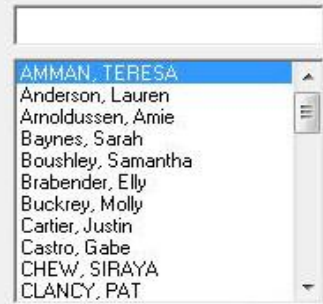 AMMAN, TERESA
Anderson, Lauren
Arnoldussen, Amie
Baynes, Sarah
Boushley, Samantha
Brabender, Elly
Buckrey, Molly
Cartier, Justin
Castro, Gabe
CHEW, SIRAYA
CLANCY, PAT